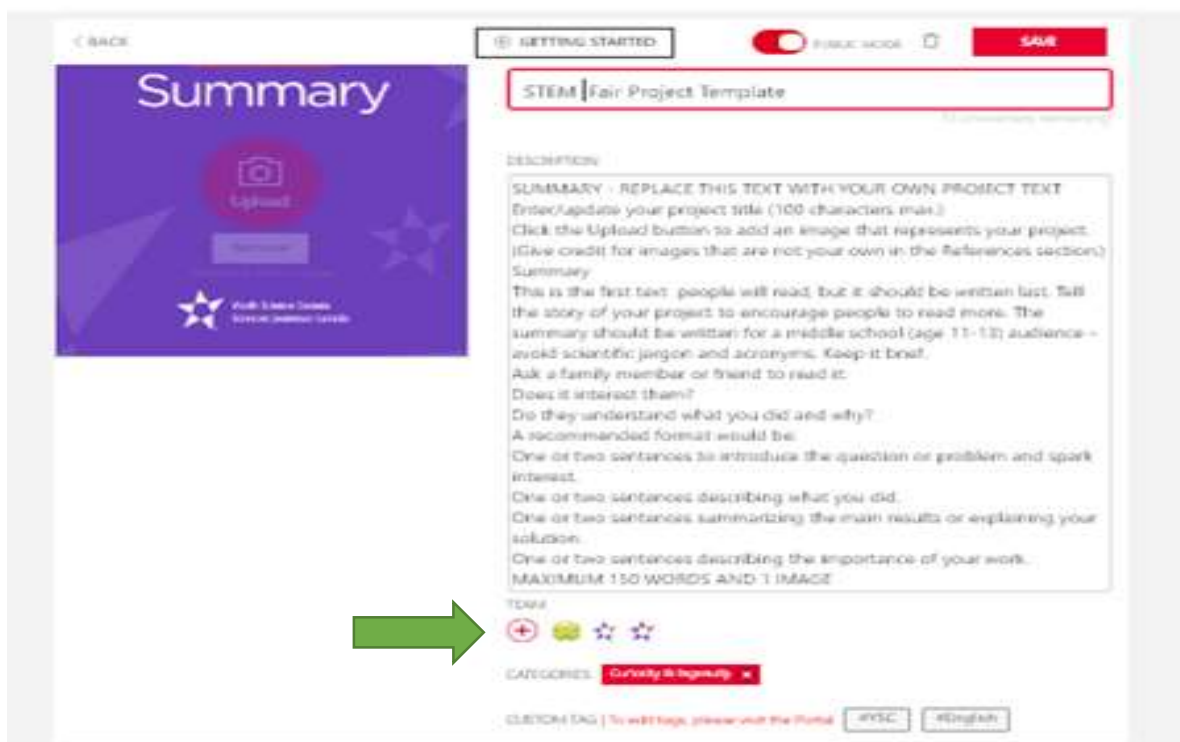 < BACK
GETTING STARTED
PUBLIC MODE
SAVE
Summary
Upload
STEM Fair Project Template
DESCRIPTION
SUMMARY - REPLACE THIS TEXT WITH YOUR OWN PROJECT TEXT
Enter/update your project title (100 characters max.)
Click the Upload button to add an image that represents your project.
(Give credit for images that are not your own in the References section.)
Summary
This is the first text people will read, but it should be written last. Tell
the story of your project to encourage people to read more. The
summary should be written for a middle school (age 11-13) audience –
avoid scientific jargon and acronyms. Keep it brief.
Ask a family member or friend to read it.
Does it interest them?
Do they understand what you did and why?
A recommended format would be:
One or two sentences to introduce the question or problem and spark
interest.
One or two sentences describing what you did.
One or two sentences summarizing the main results or explaining your
solution.
One or two sentences describing the importance of your work.
MAXIMUM 150 WORDS AND 1 IMAGE
TEAM
CATEGORIES Curiosity & Ingenuity x
CUSTOM TAG | To edit tags, please visit the Portal #YSC #English